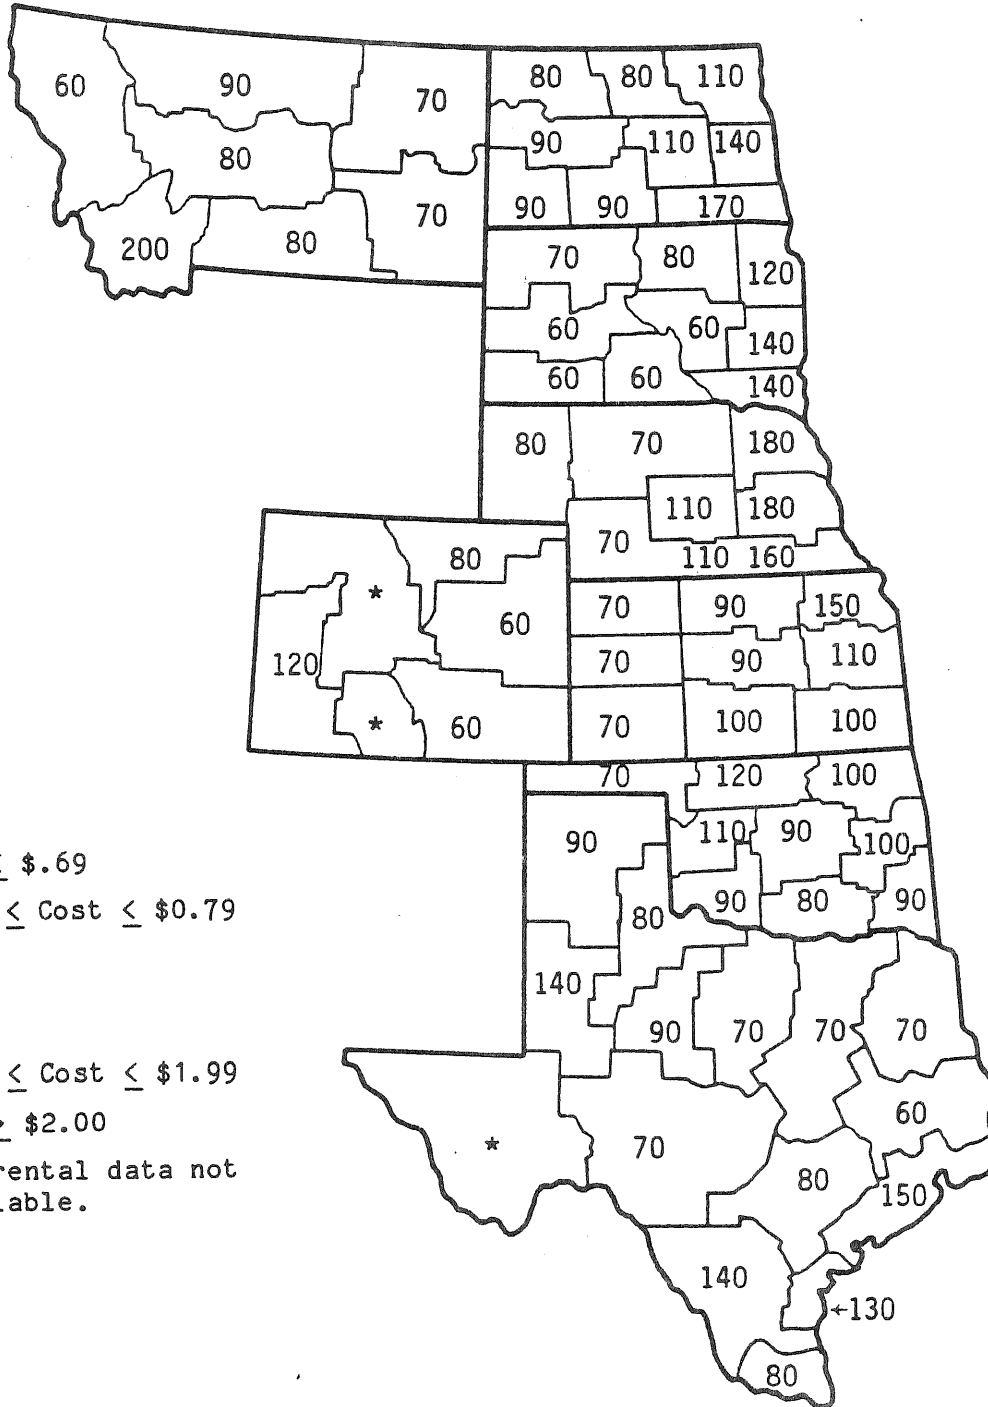 60 90 70 80 80 110
80 90 110 140
200 80 70 90 90 170
70 80 120
60 60 140
60 60 140
80 70 180
110 180
80 70 110 160
* 60 70 90 150
120 70 90 110
* 60 70 100 100
70 120 100
90 110 90 100
80 90 80 90
140 90 70 70 70
* 70 60
80 150
140 ←130
80
$.69
≤ Cost ≤ $0.79
≤ Cost ≤ $1.99
$2.00
rental data not